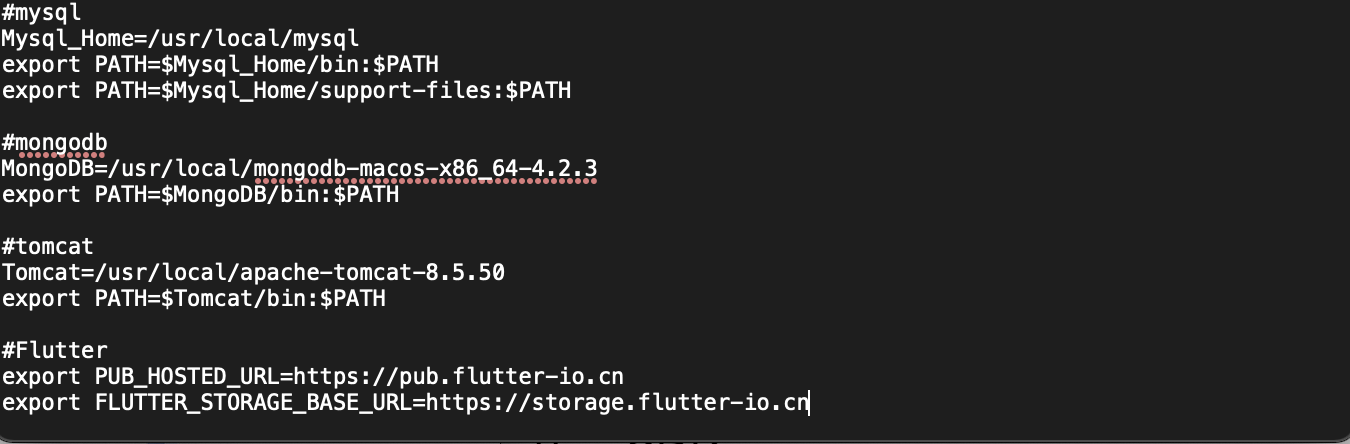 #mysql
Mysql_Home=/usr/local/mysql
export PATH=$Mysql_Home/bin:$PATH
export PATH=$Mysql_Home/support-files:$PATH
#mongodb
MongoDB=/usr/local/mongodb-macos-x86_64-4.2.3
export PATH=$MongoDB/bin:$PATH
#tomcat
Tomcat=/usr/local/apache-tomcat-8.5.50
export PATH=$Tomcat/bin:$PATH
#Flutter
export PUB_HOSTED_URL=https://pub.flutter-io.cn
export FLUTTER_STORAGE_BASE_URL=https://storage.flutter-io.cn